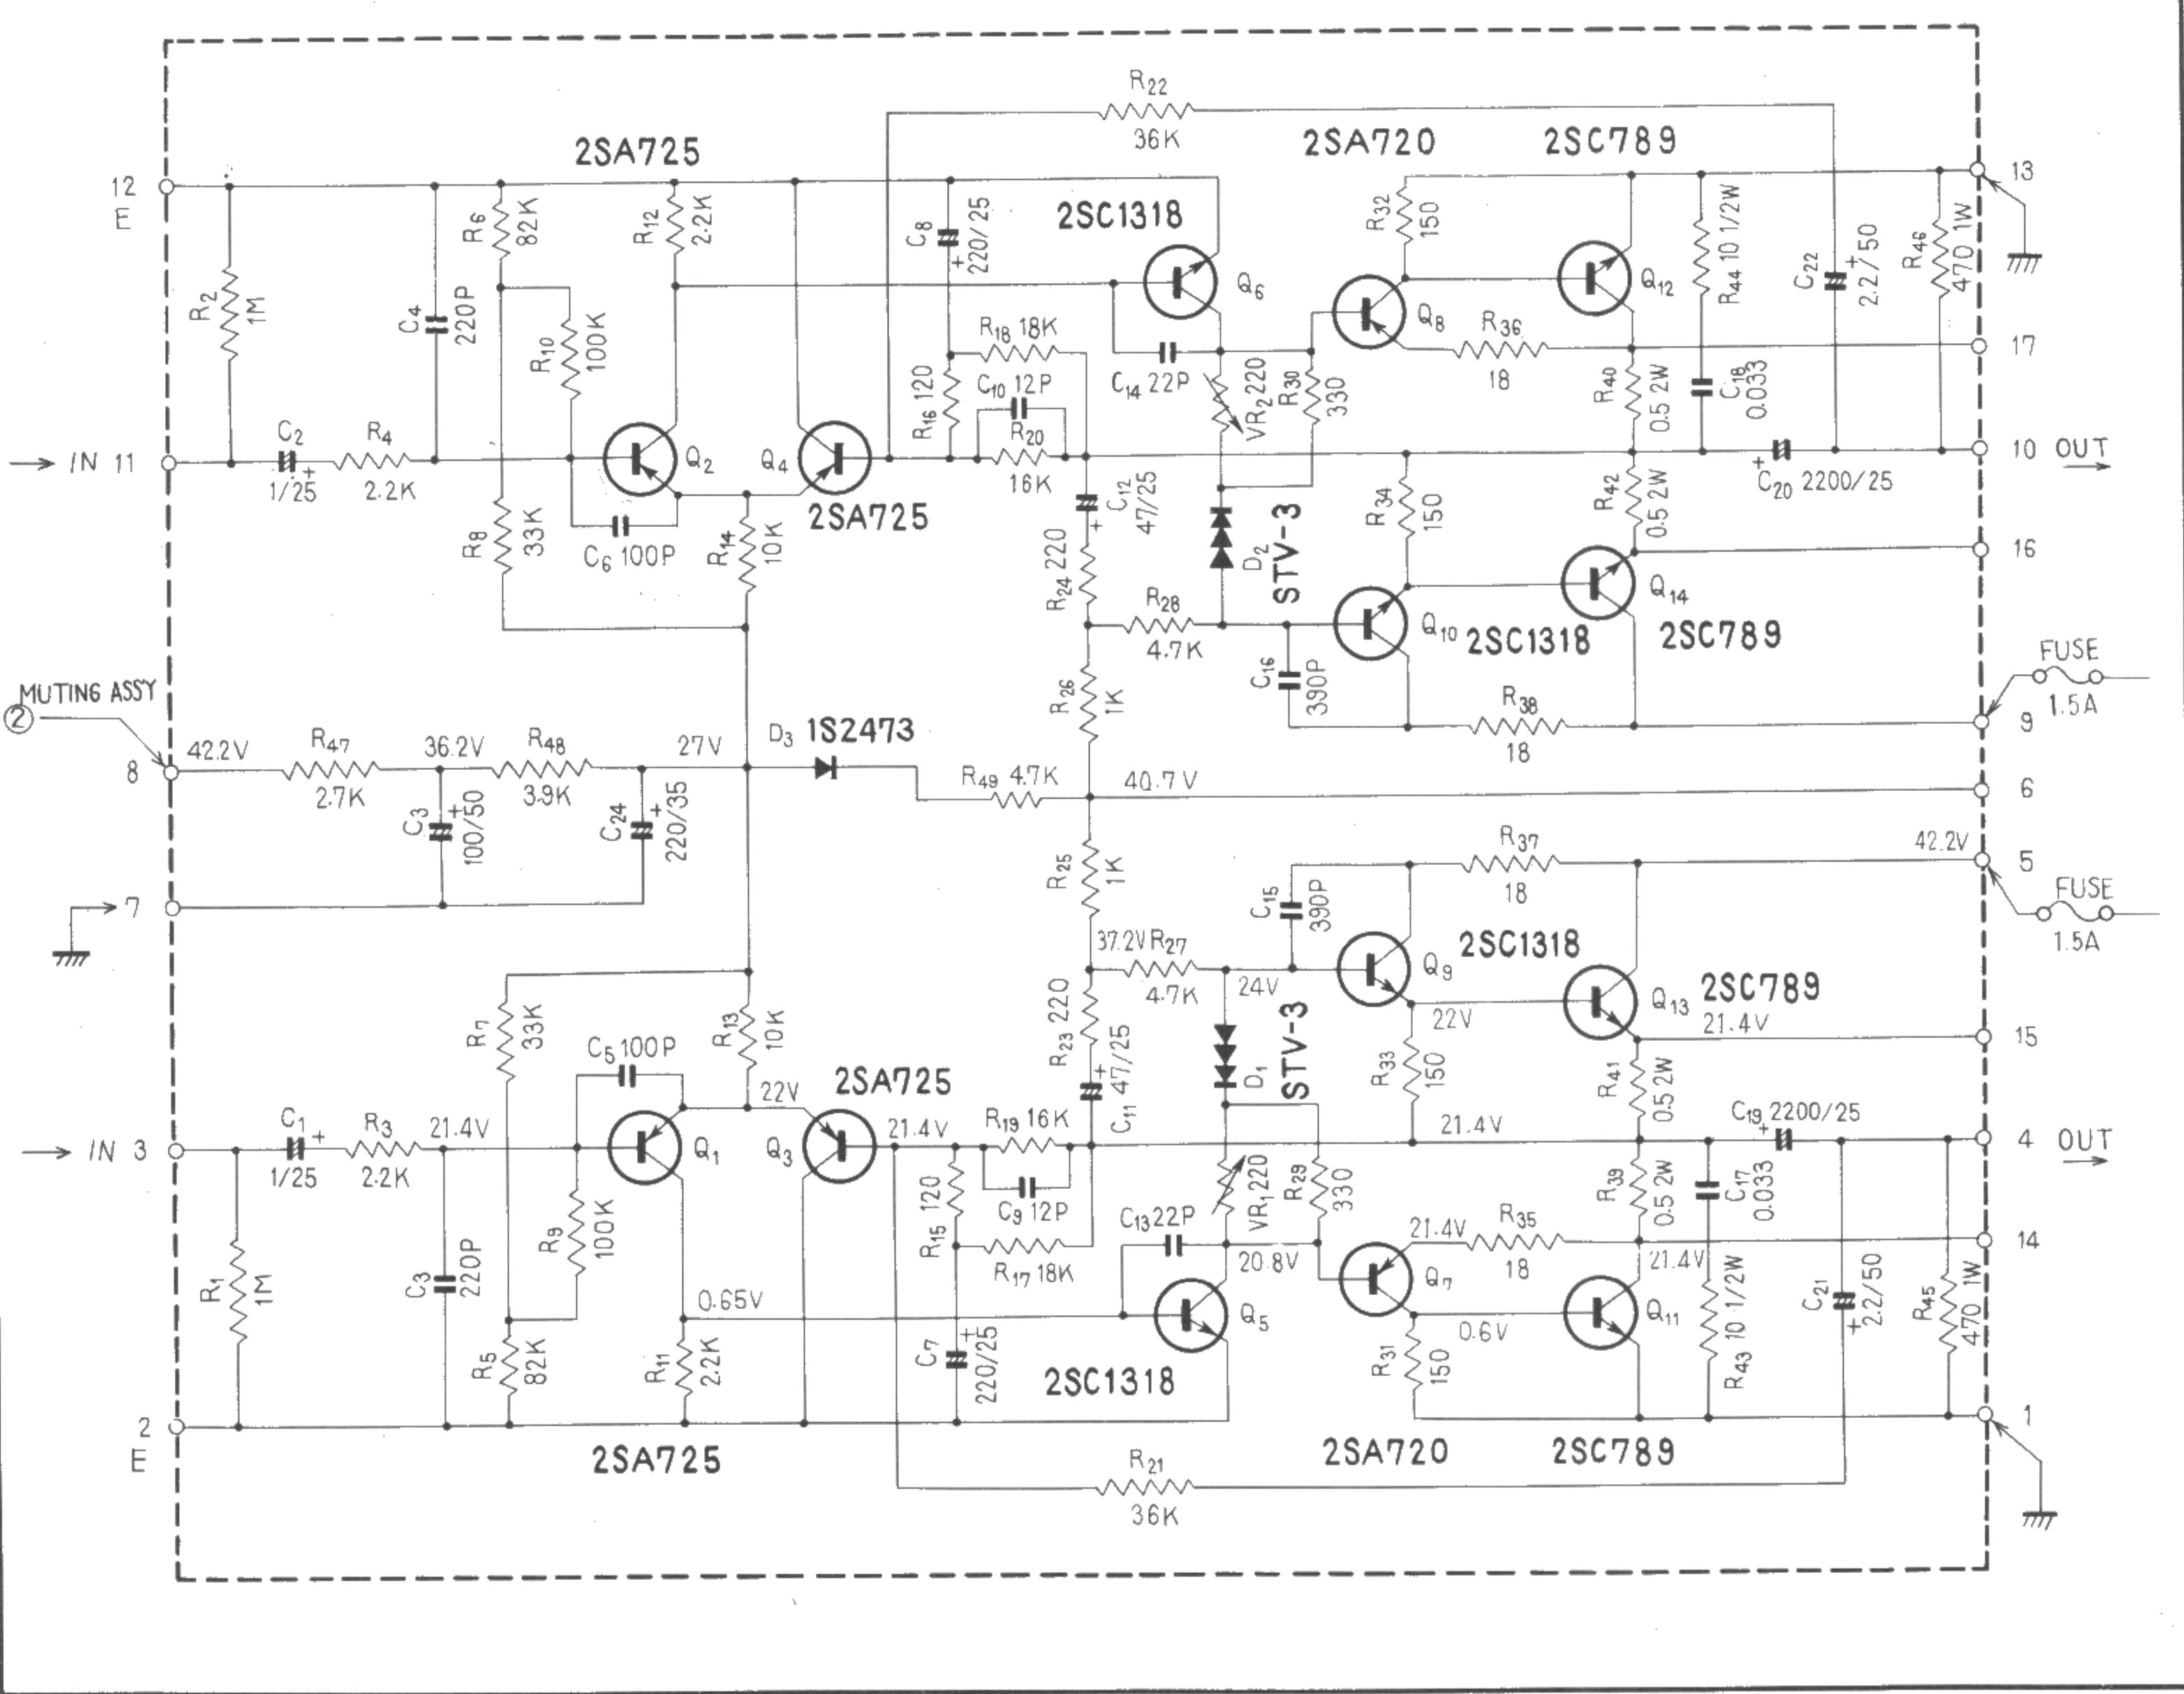 R22
36K
2SA725
2SA720
2SC789
12
E
13
R2
1M
C4
220P
R6
82K
R10
100K
R12
2.2K
C8
+
220/25
2SC1318
Q6
R32
150
Q8
Q12
R44 10 1/2W
C22
+
2.2/50
R46
470 1W
R18 18K
C10 12P
R16 120
R20
16K
C14 22P
VR2 220
R30
330
R36
18
17
R40
0.5 2W
C18
0.033
IN 11
C2
+
1/25
R4
2.2K
Q2
Q4
2SA725
10 OUT
+
C20 2200/25
C12
47/25
+
R34
150
R42
0.5 2W
R8
33K
C6 100P
R14
10K
R24 220
D2
STV-3
16
R28
4.7K
Q10
2SC1318
Q14
2SC789
C16
390P
R26
1K
R38
18
FUSE
1.5A
9
MUTING ASSY
2
8
42.2V
R47
2.7K
36.2V
R48
3.9K
27V
D3 1S2473
R49 4.7K
40.7V
6
C3
+
100/50
C24
+
220/35
7
R25
1K
R37
18
42.2V
5
FUSE
1.5A
C15
390P
37.2V
R27
4.7K
24V
Q9
2SC1318
22V
Q13
2SC789
21.4V
15
R7
33K
C5 100P
R13
10K
R23 220
C11 47/25
+
D1
STV-3
R33
150
R41
0.5 2W
22V
2SA725
IN 3
C1
+
1/25
R3
2.2K
21.4V
Q1
Q3
21.4V
R19 16K
C9 12P
R15 120
R17 18K
21.4V
C19 2200/25
+
4 OUT
VR1 220
R29
330
C13 22P
20.8V
21.4V
R35
18
R39
0.5 2W
C17
0.033
21.4V
14
R1
1M
C3
220P
R9
100K
R5
82K
0.65V
R11
2.2K
C7
+
220/25
Q5
2SC1318
Q7
0.6V
Q11
R31
150
R43 10 1/2W
C21
+
2.2/50
R45
470 1W
2
E
1
2SA725
2SA720
2SC789
R21
36K